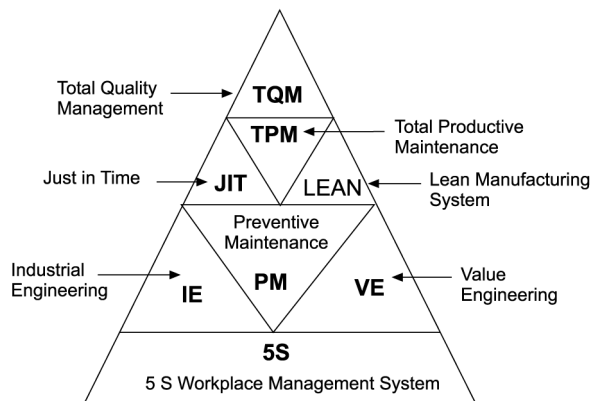 Total Quality
Management
TQM
TPM
Total Productive
Maintenance
Just in Time
JIT
LEAN
Lean Manufacturing
System
Preventive
Maintenance
Industrial
Engineering
IE
PM
VE
Value
Engineering
5S
5 S Workplace Management System